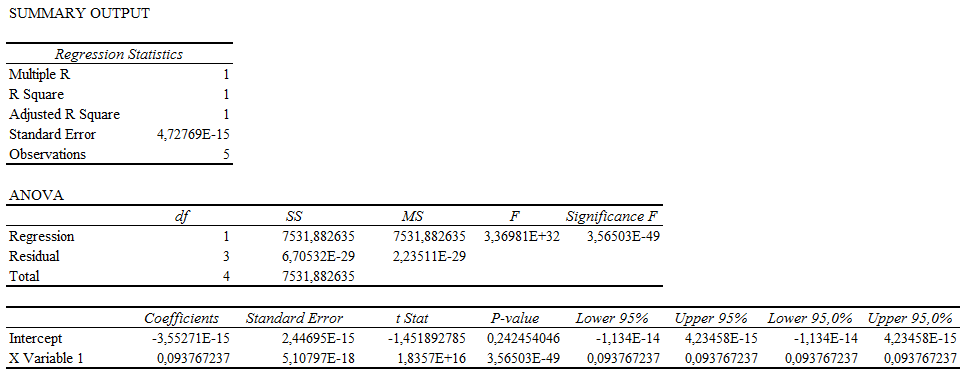 SUMMARY OUTPUT
Regression Statistics
Multiple R 1
R Square 1
Adjusted R Square 1
Standard Error 4,72769E-15
Observations 5
ANOVA
df SS MS F Significance F
Regression 1 7531,882635 7531,882635 3,36981E+32 3,56503E-49
Residual 3 6,70532E-29 2,23511E-29
Total 4 7531,882635
Coefficients Standard Error t Stat P-value Lower 95% Upper 95% Lower 95,0% Upper 95,0%
Intercept -3,55271E-15 2,44695E-15 -1,451892785 0,242454046 -1,134E-14 4,23458E-15 -1,134E-14 4,23458E-15
X Variable 1 0,093767237 5,10797E-18 1,8357E+16 3,56503E-49 0,093767237 0,093767237 0,093767237 0,093767237